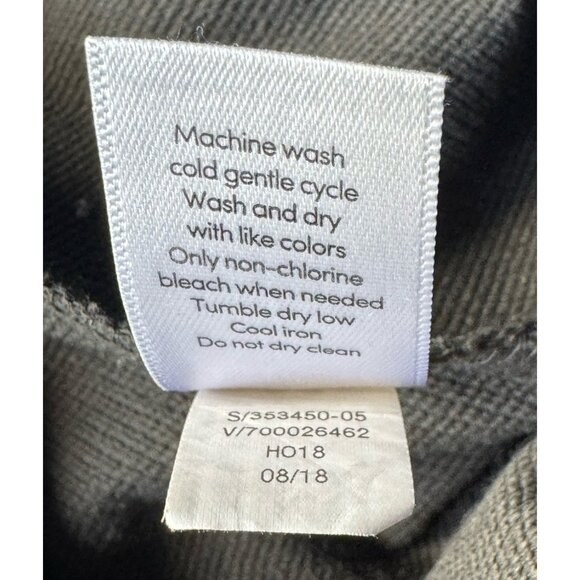 Machine wash
cold gentle cycle
Wash and dry
with like colors
Only non-chlorine
bleach when needed
Tumble dry low
Cool iron
Do not dry clean
S/353450-05
V/700026462
HO18
08/18